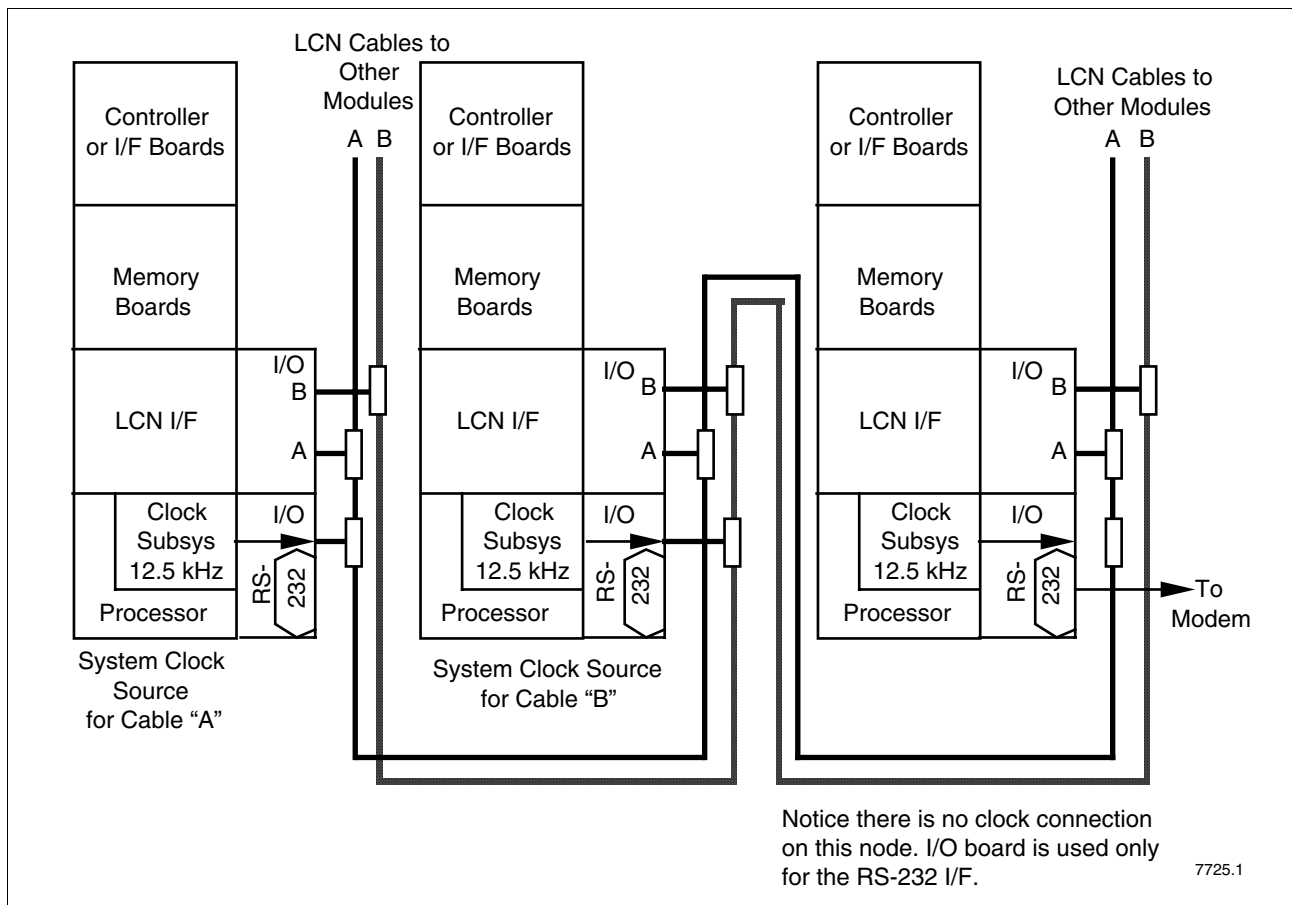 LCN Cables to
Other
Modules
A B
Controller
or I/F Boards
Memory
Boards
I/O
B
LCN I/F
A
Clock
Subsys
12.5 kHz
I/O
RS-
232
Processor
System Clock
Source
for Cable “A”
Controller
or I/F Boards
Memory
Boards
I/O
B
LCN I/F
A
Clock
Subsys
12.5 kHz
I/O
RS-
232
Processor
System Clock Source
for Cable “B”
LCN Cables to
Other Modules
A B
Controller
or I/F Boards
Memory
Boards
I/O
B
LCN I/F
A
Clock
Subsys
12.5 kHz
I/O
RS-
232
Processor
To
Modem
Notice there is no clock connection
on this node. I/O board is used only
for the RS-232 I/F.
7725.1